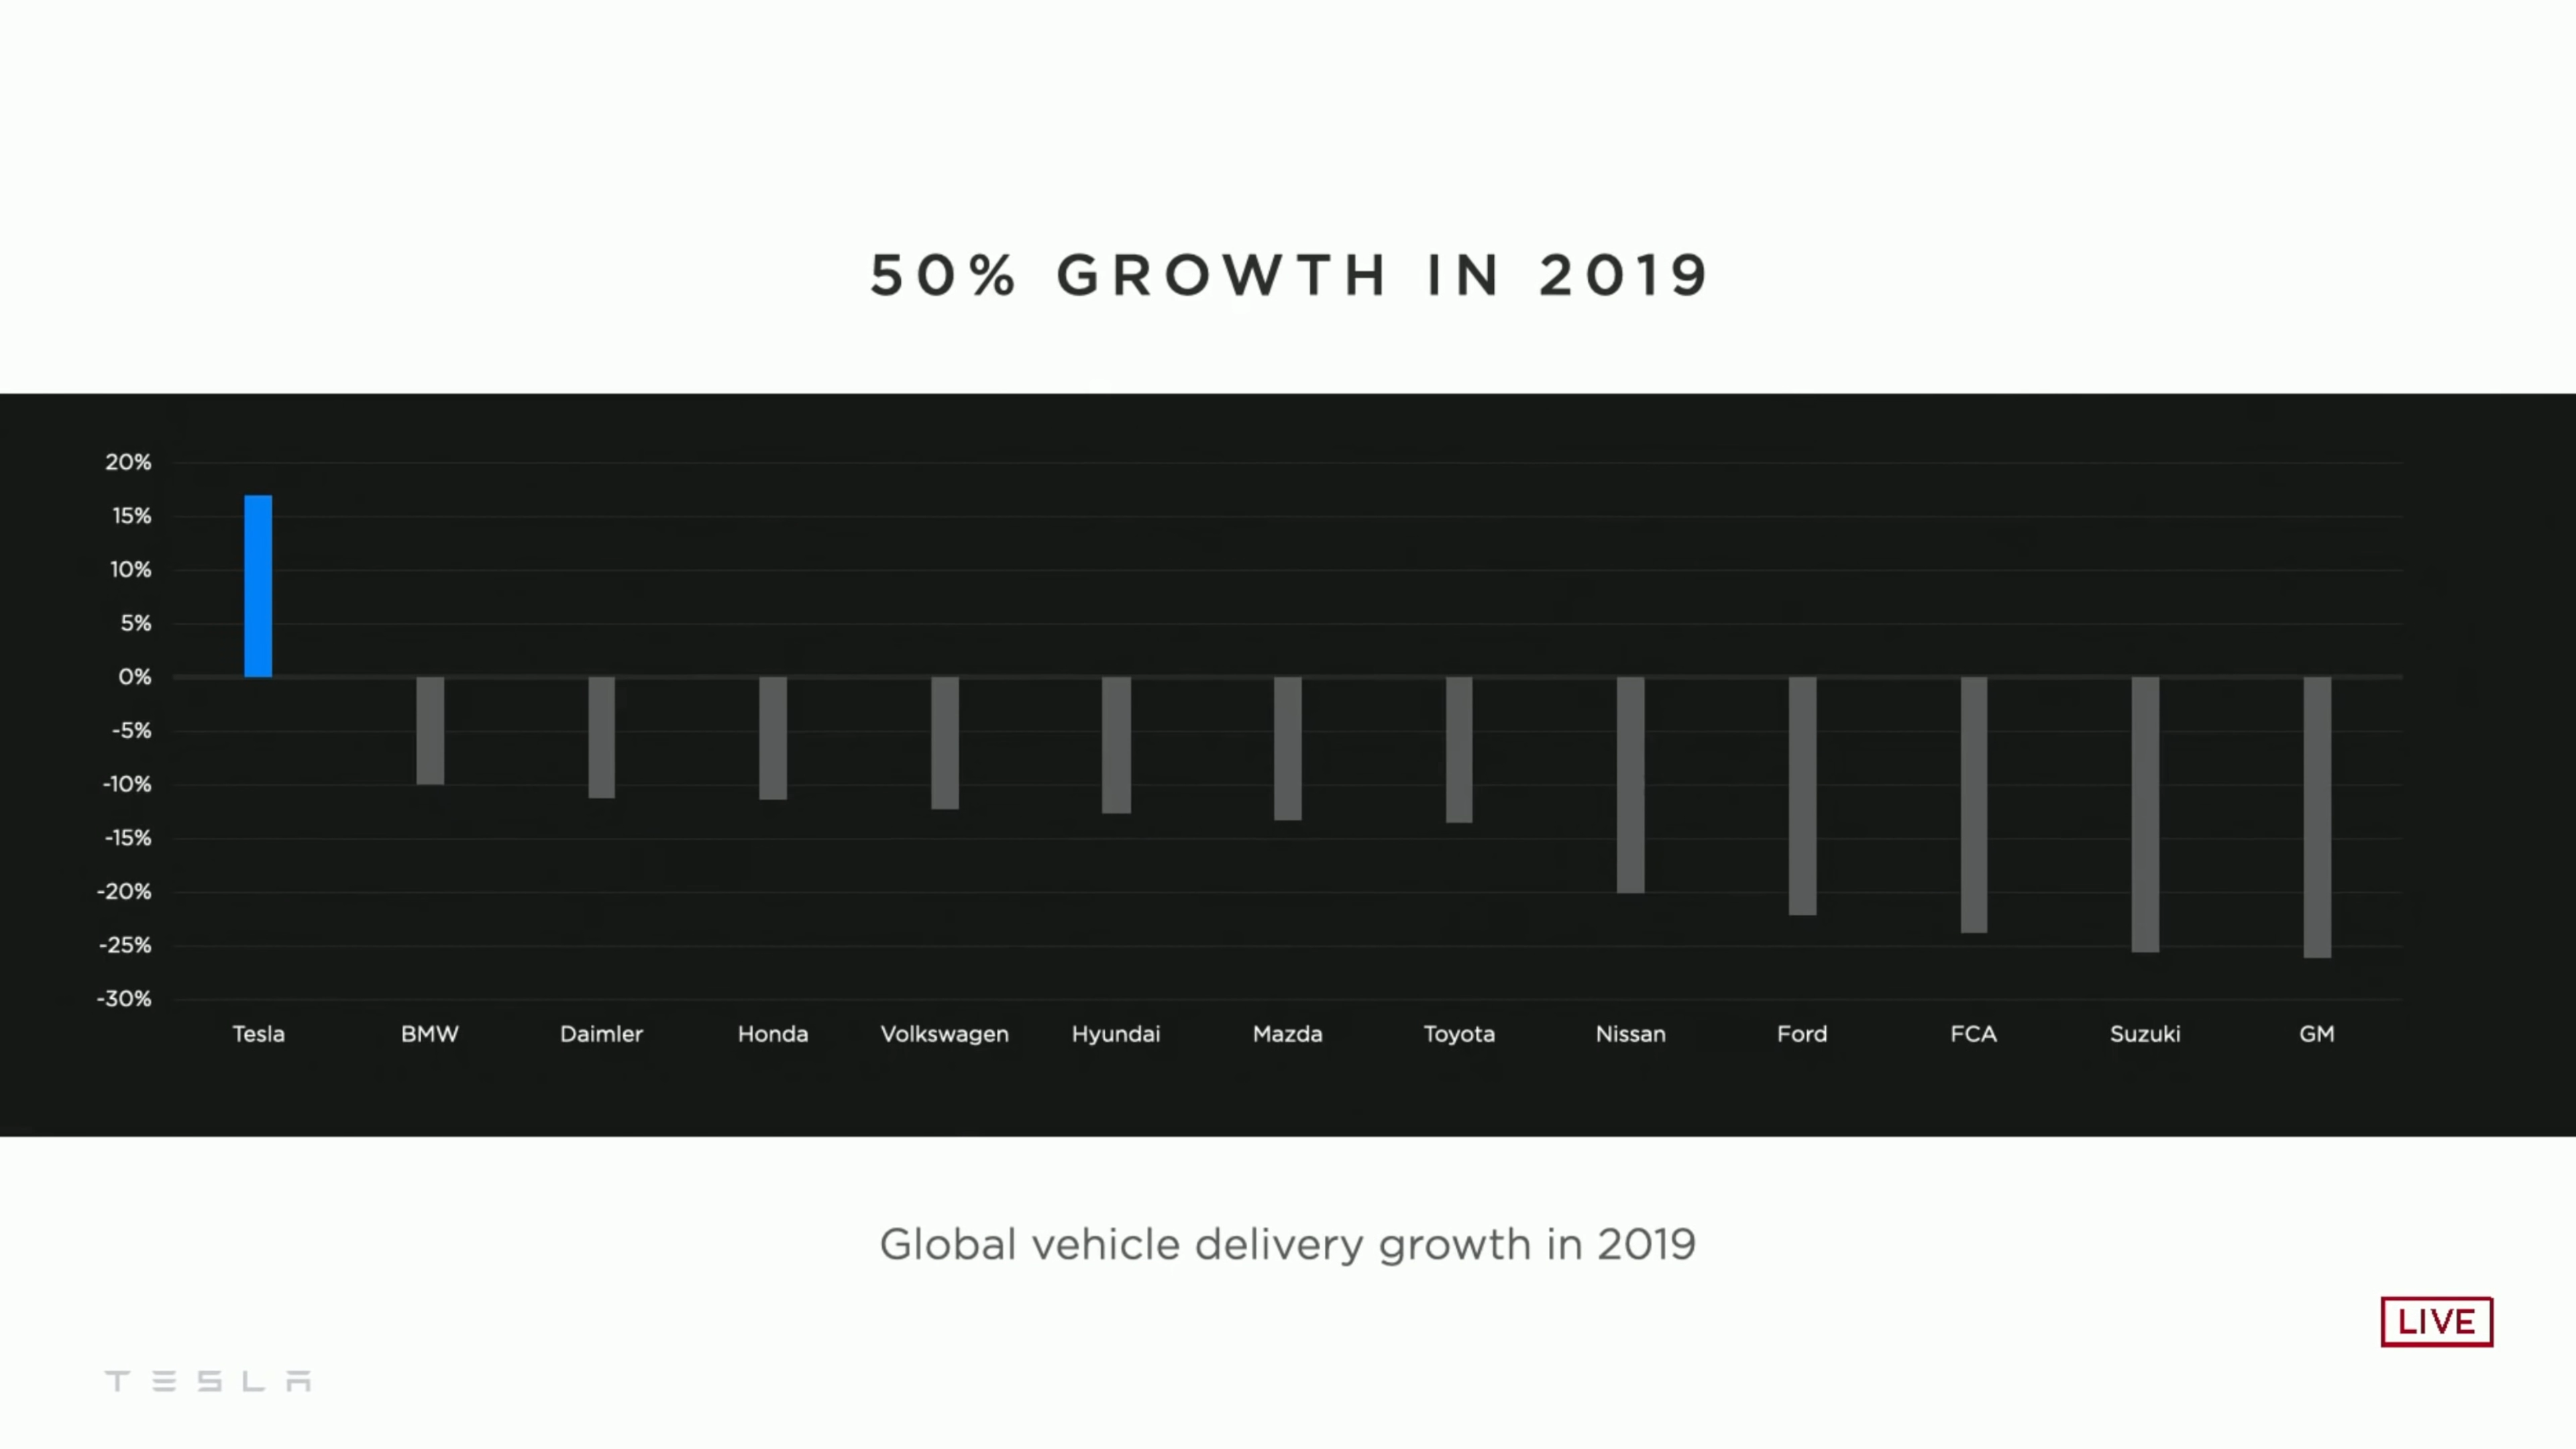 50% GROWTH IN 2019
20%
15%
10%
5%
0%
-5%
-10%
-15%
-20%
-25%
-30%
Tesla BMW Daimler Honda Volkswagen Hyundai Mazda Toyota Nissan Ford FCA Suzuki GM
Global vehicle delivery growth in 2019
LIVE
TESLA